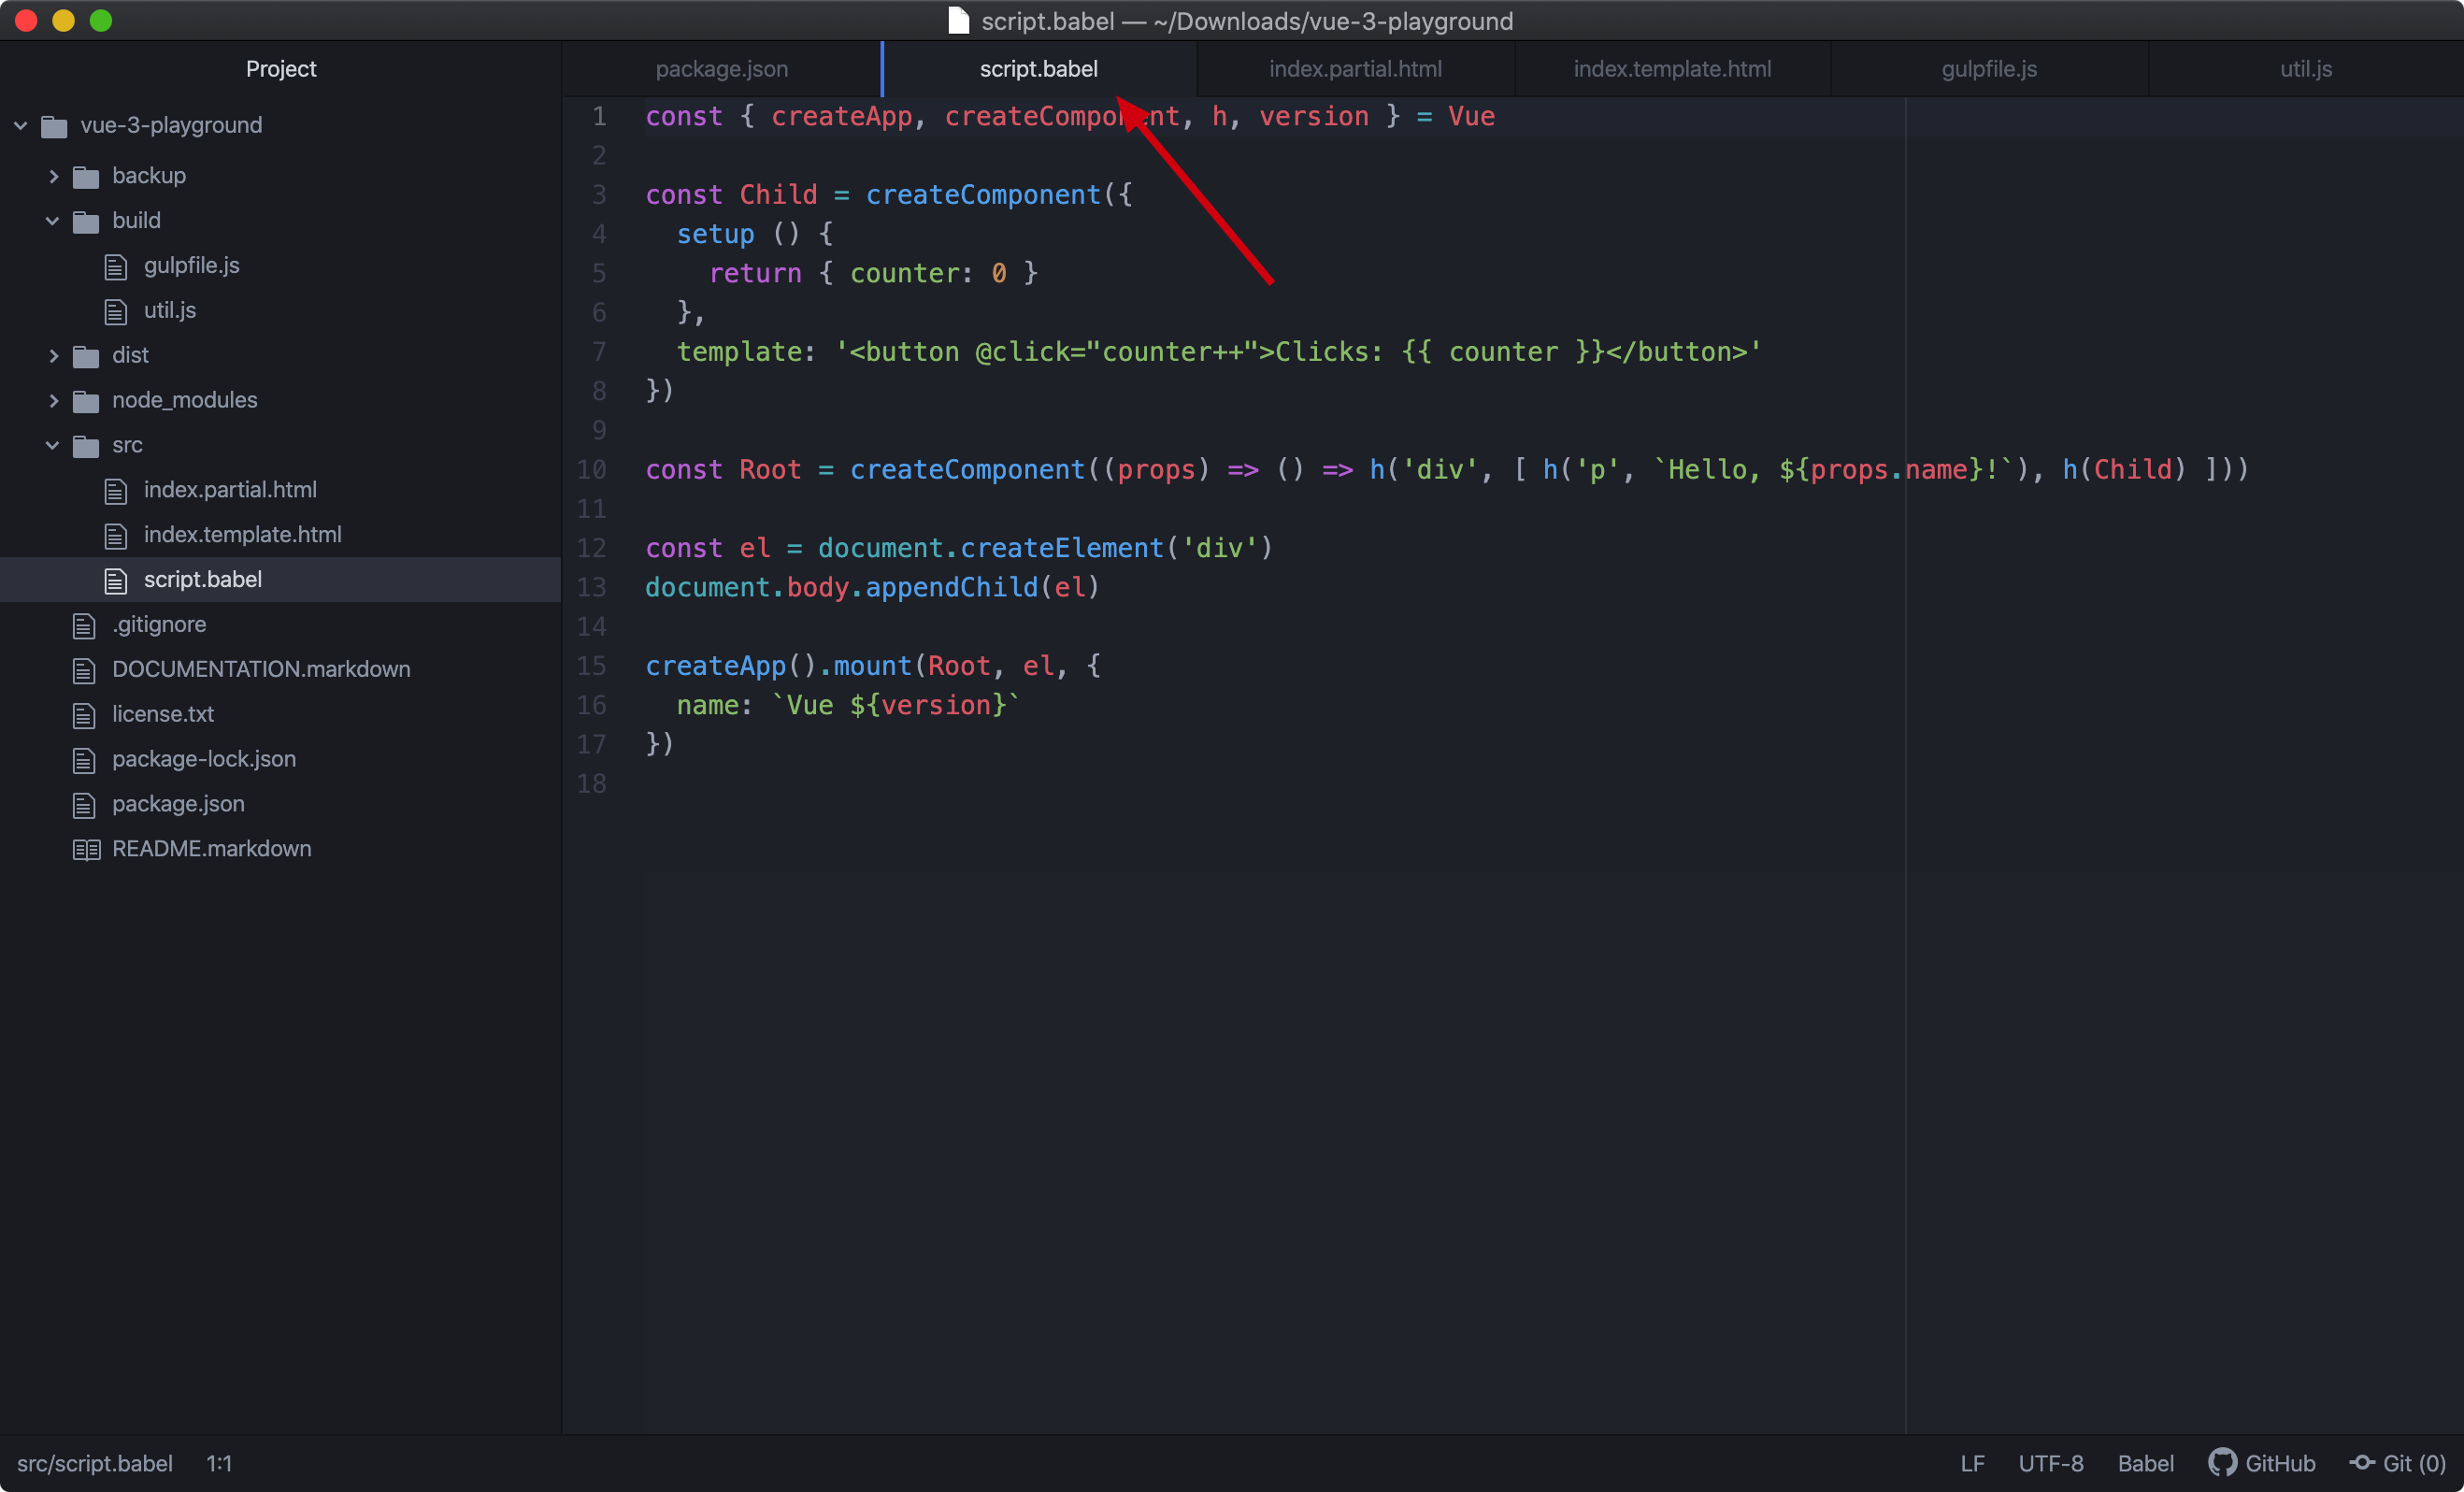 script.babel — ~/Downloads/vue-3-playground
Project
vue-3-playground
backup
build
gulpfile.js
util.js
dist
node_modules
src
index.partial.html
index.template.html
script.babel
.gitignore
DOCUMENTATION.markdown
license.txt
package-lock.json
package.json
README.markdown
package.json script.babel index.partial.html index.template.html gulpfile.js util.js
1 const { createApp, createComponent, h, version } = Vue
2
3 const Child = createComponent({
4   setup () {
5     return { counter: 0 }
6   },
7   template: '<button @click="counter++">Clicks: {{ counter }}</button>'
8 })
9
10 const Root = createComponent((props) => () => h('div', [ h('p', `Hello, ${props.name}!`), h(Child) ]))
11
12 const el = document.createElement('div')
13 document.body.appendChild(el)
14
15 createApp().mount(Root, el, {
16   name: `Vue ${version}`
17 })
18
src/script.babel 1:1 LF UTF-8 Babel GitHub Git (0)